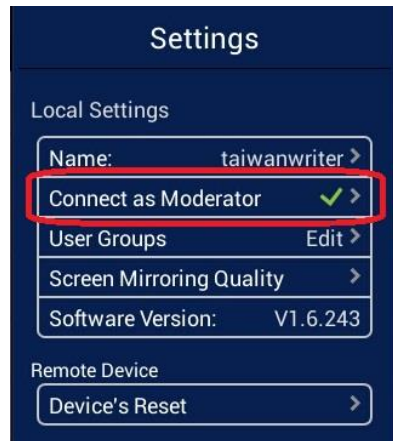 Settings
Local Settings
Name: taiwanwriter >
Connect as Moderator ✓ >
User Groups Edit >
Screen Mirroring Quality >
Software Version: V1.6.243
Remote Device
Device's Reset >